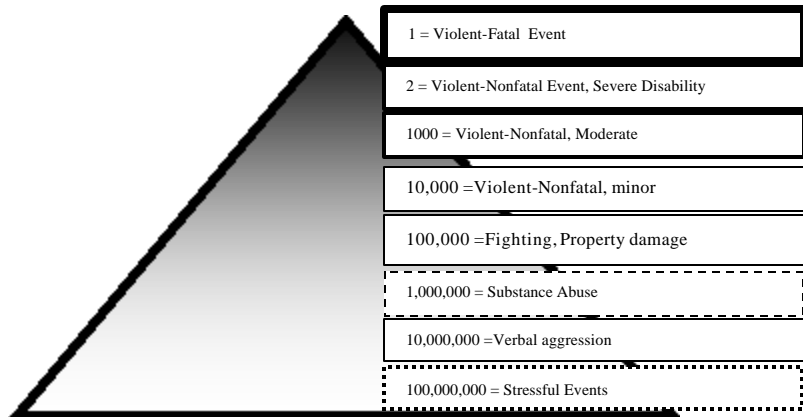 1 = Violent-Fatal Event
2 = Violent-Nonfatal Event, Severe Disability
1000 = Violent-Nonfatal, Moderate
10,000 =Violent-Nonfatal, minor
100,000 =Fighting, Property damage
1,000,000 = Substance Abuse
10,000,000 =Verbal aggression
100,000,000 = Stressful Events